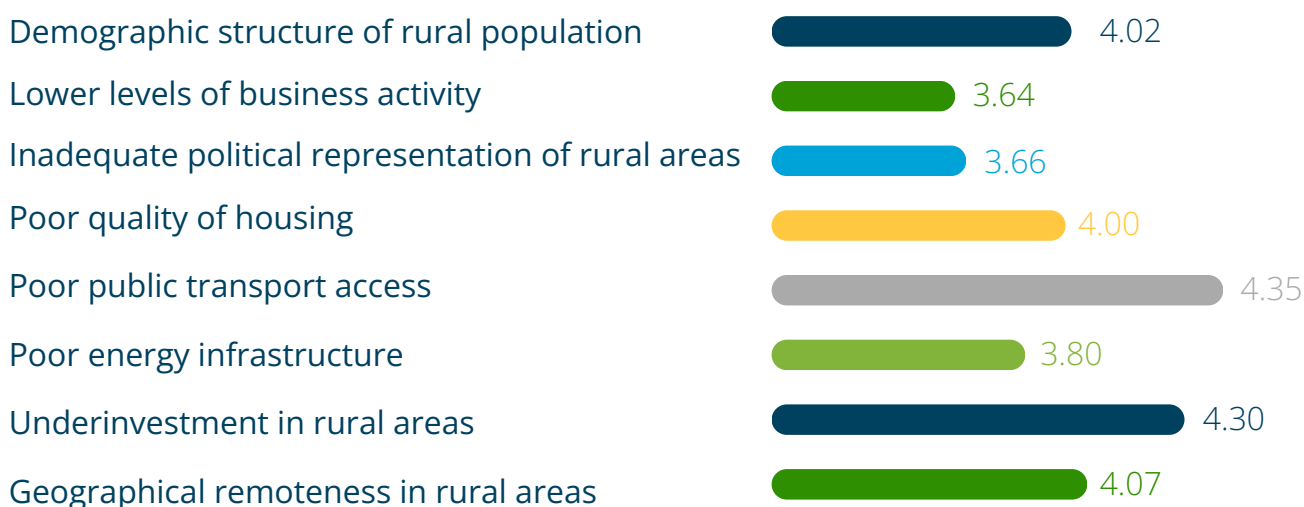 Demographic structure of rural population 4.02
Lower levels of business activity 3.64
Inadequate political representation of rural areas 3.66
Poor quality of housing 4.00
Poor public transport access 4.35
Poor energy infrastructure 3.80
Underinvestment in rural areas 4.30
Geographical remoteness in rural areas 4.07